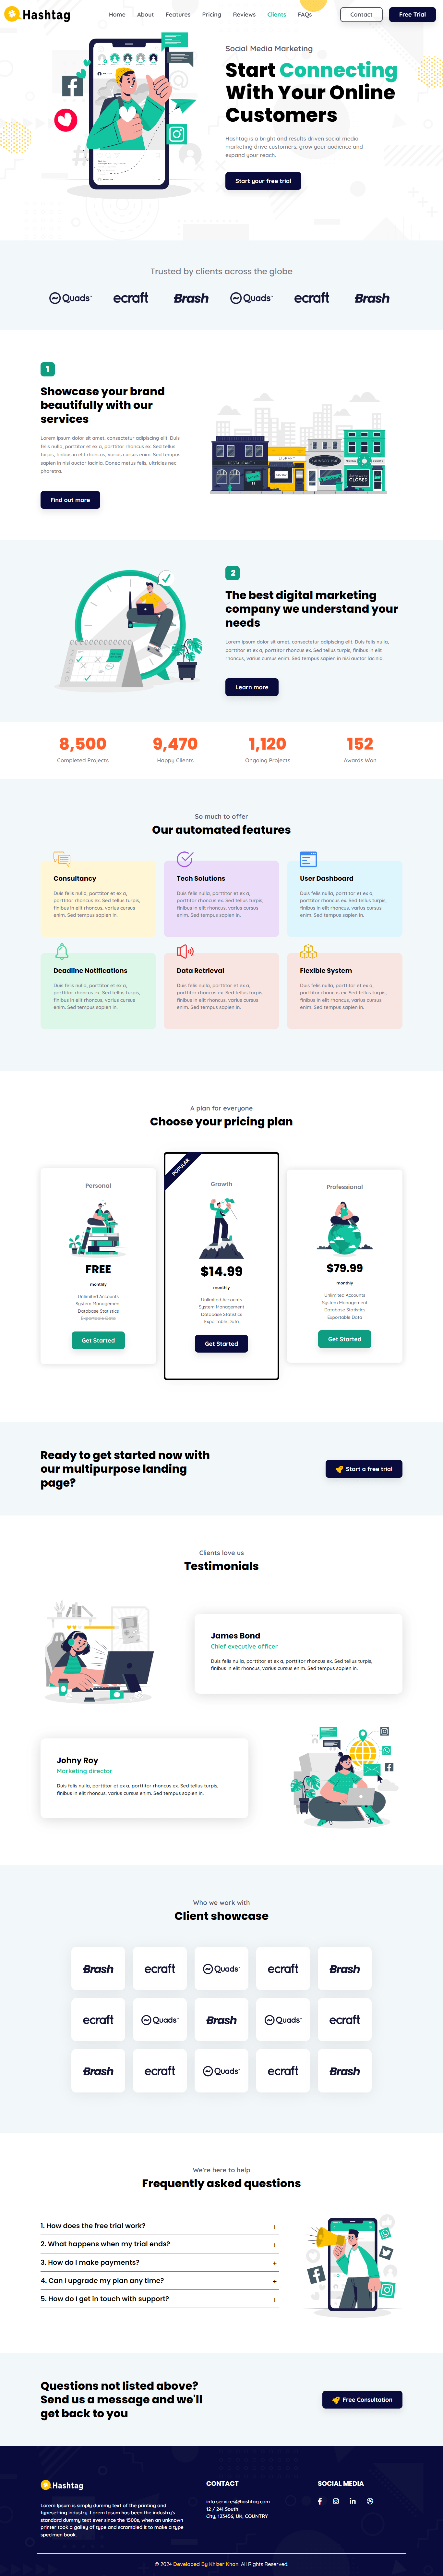 Hashtag
Home About Features Pricing Reviews Clients FAQs Contact Free Trial
Social Media Marketing
Start Connecting
With Your Online
Customers
Hashtag is a bright and results driven social media
marketing drive customers, grow your audience and
expand your reach.
Start your free trial
Trusted by clients across the globe
Quads ecraft Brash Quads ecraft Brash
1
Showcase your brand
beautifully with our
services
Lorem ipsum dolor sit amet, consectetur adipiscing elit. Duis
felis nulla, porttitor et ex a, porttitor rhoncus ex. Sed tellus
turpis, finibus in elit rhoncus, varius cursus enim. Sed tempus
sapien in nisi auctor lacinia. Donec metus felis, ultricies nec
pharetra.
Find out more
RESTAURANT
LIBRARY
CLOSED
2
The best digital marketing
company we understand your
needs
Lorem ipsum dolor sit amet, consectetur adipiscing elit. Duis felis nulla,
porttitor et ex a, porttitor rhoncus ex. Sed tellus turpis, finibus in elit
rhoncus, varius cursus enim. Sed tempus sapien in nisi auctor lacinia.
Learn more
8,500 9,470 1,120 152
Completed Projects Happy Clients Ongoing Projects Awards Won
So much to offer
Our automated features
Consultancy
Duis felis nulla, porttitor et ex a,
porttitor rhoncus ex. Sed tellus turpis,
finibus in elit rhoncus, varius cursus
enim. Sed tempus sapien in.
Tech Solutions
Duis felis nulla, porttitor et ex a,
porttitor rhoncus ex. Sed tellus turpis,
finibus in elit rhoncus, varius cursus
enim. Sed tempus sapien in.
User Dashboard
Duis felis nulla, porttitor et ex a,
porttitor rhoncus ex. Sed tellus turpis,
finibus in elit rhoncus, varius cursus
enim. Sed tempus sapien in.
Deadline Notifications
Duis felis nulla, porttitor et ex a,
porttitor rhoncus ex. Sed tellus turpis,
finibus in elit rhoncus, varius cursus
enim. Sed tempus sapien in.
Data Retrieval
Duis felis nulla, porttitor et ex a,
porttitor rhoncus ex. Sed tellus turpis,
finibus in elit rhoncus, varius cursus
enim. Sed tempus sapien in.
Flexible System
Duis felis nulla, porttitor et ex a,
porttitor rhoncus ex. Sed tellus turpis,
finibus in elit rhoncus, varius cursus
enim. Sed tempus sapien in.
A plan for everyone
Choose your pricing plan
Personal
FREE
monthly
Unlimited Accounts
System Management
Database Statistics
Exportable Data
Get Started
POPULAR
Growth
$14.99
monthly
Unlimited Accounts
System Management
Database Statistics
Exportable Data
Get Started
Professional
$79.99
monthly
Unlimited Accounts
System Management
Database Statistics
Exportable Data
Get Started
Ready to get started now with
our multipurpose landing
page?
Start a free trial
Clients love us
Testimonials
James Bond
Chief executive officer
Duis felis nulla, porttitor et ex a, porttitor rhoncus ex. Sed tellus turpis,
finibus in elit rhoncus, varius cursus enim. Sed tempus sapien in.
Johny Roy
Marketing director
Duis felis nulla, porttitor et ex a, porttitor rhoncus ex. Sed tellus turpis,
finibus in elit rhoncus, varius cursus enim. Sed tempus sapien in.
Who we work with
Client showcase
Brash ecraft Quads ecraft Brash
ecraft Quads Brash Quads ecraft
Brash ecraft Quads ecraft Brash
We're here to help
Frequently asked questions
1. How does the free trial work? +
2. What happens when my trial ends? +
3. How do I make payments? +
4. Can I upgrade my plan any time? +
5. How do I get in touch with support? +
Questions not listed above?
Send us a message and we'll
get back to you
Free Consultation
Hashtag
Lorem Ipsum is simply dummy text of the printing and
typesetting industry. Lorem Ipsum has been the industry's
standard dummy text ever since the 1500s, when an unknown
printer took a galley of type and scrambled it to make a type
specimen book.
CONTACT
info.services@hashtag.com
12 / 241 South
City, 123456, UK, COUNTRY
SOCIAL MEDIA
© 2024 Developed By Khizer Khan. All Rights Reserved.